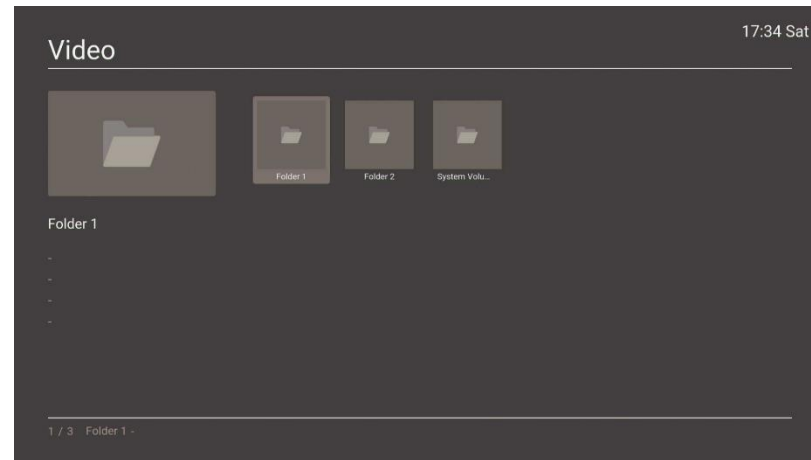 17:34 Sat
Video
Folder 1
Folder 2
System Volu...
Folder 1
-
-
-
-
1 / 3 Folder 1 -